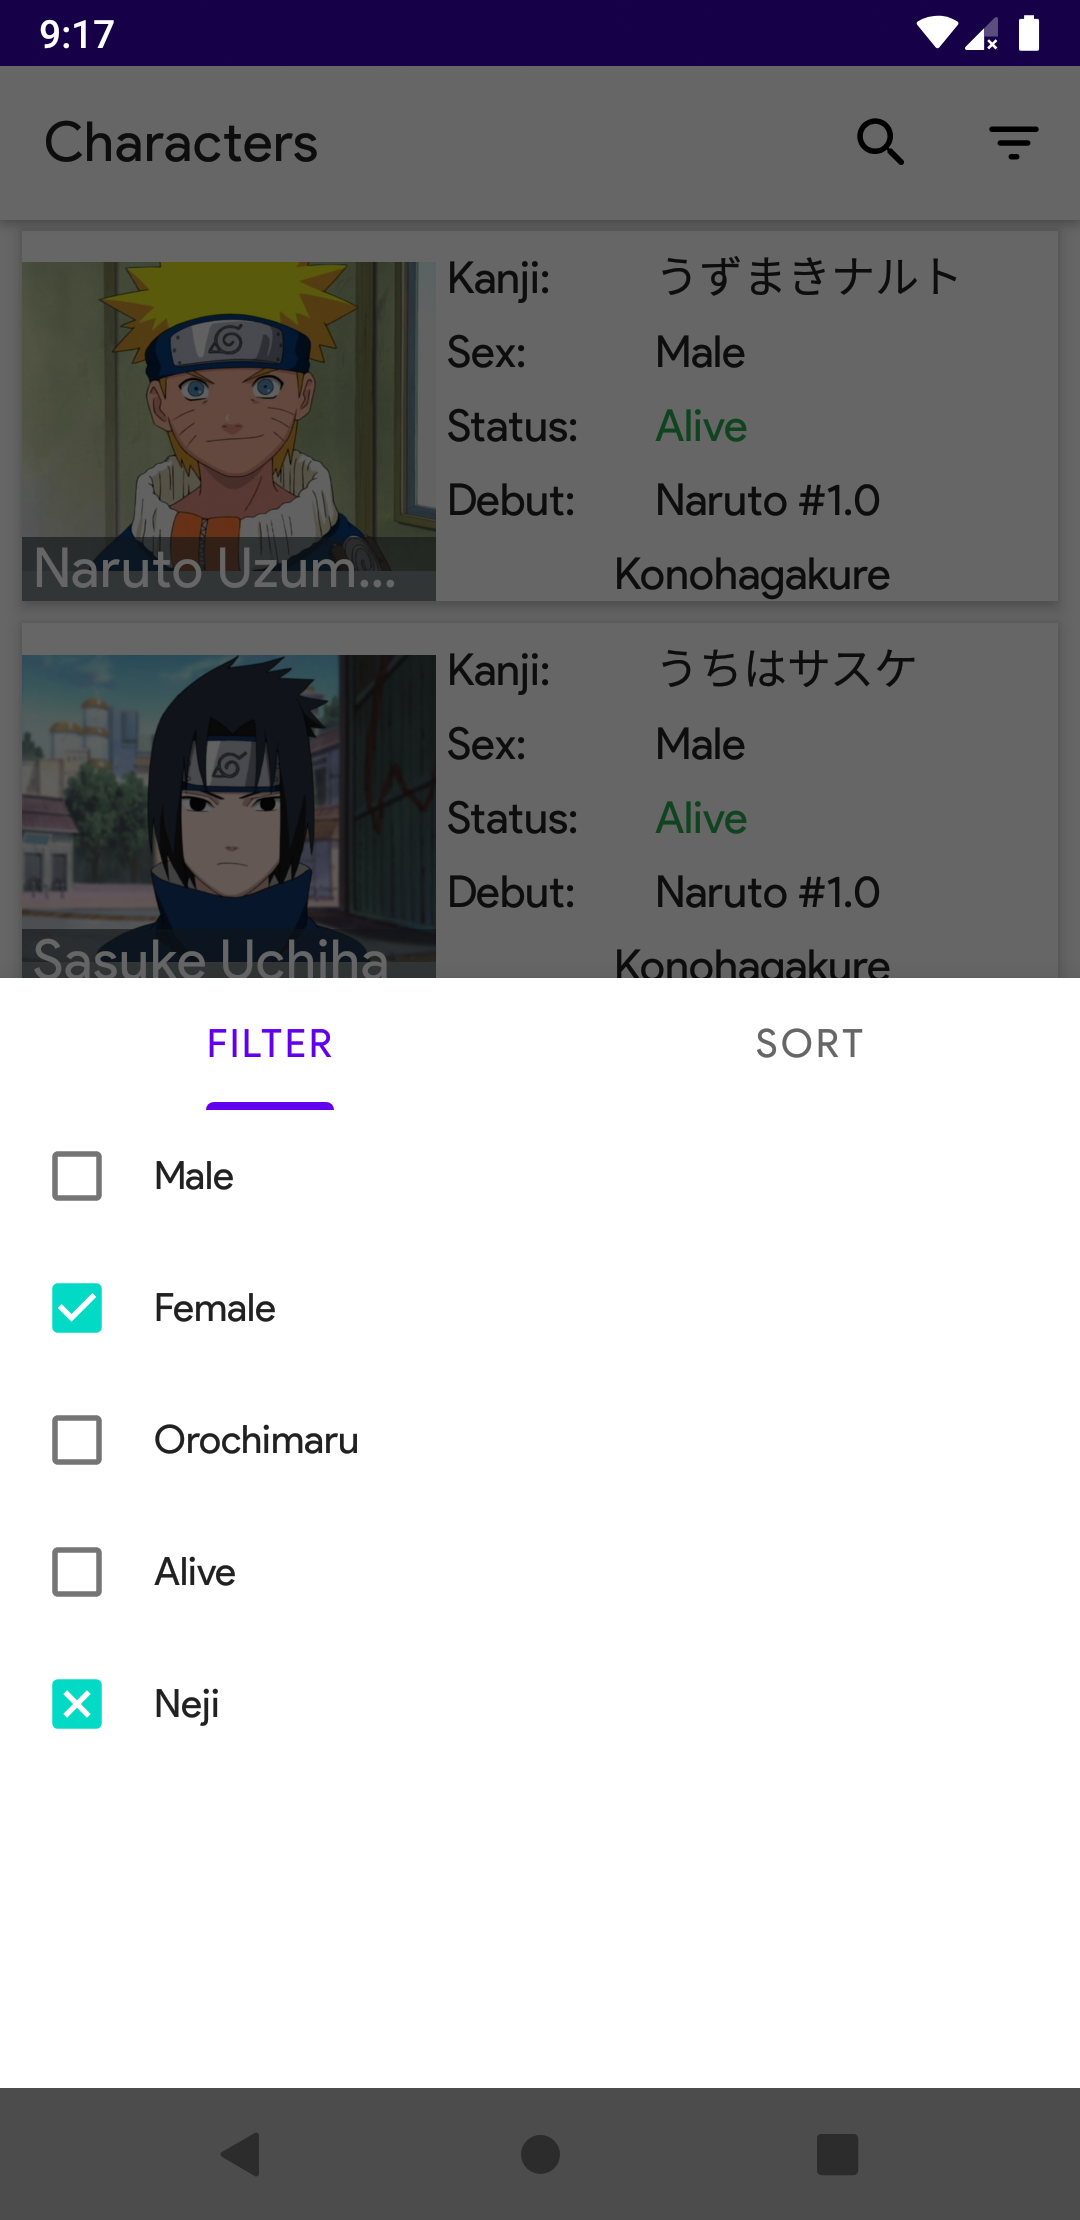 9:17
Characters
Kanji: うずまきナルト
Sex: Male
Status: Alive
Debut: Naruto #1.0
Konohagakure
Naruto Uzum...
Kanji: うちはサスケ
Sex: Male
Status: Alive
Debut: Naruto #1.0
Konohagakure
Sasuke Uchiha
FILTER SORT
Male
Female
Orochimaru
Alive
Neji